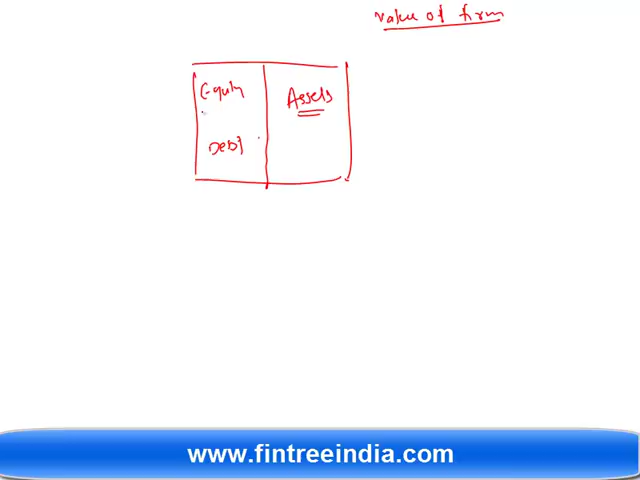 Value of firm
Equity
Assets
Debt
www.fintreeindia.com